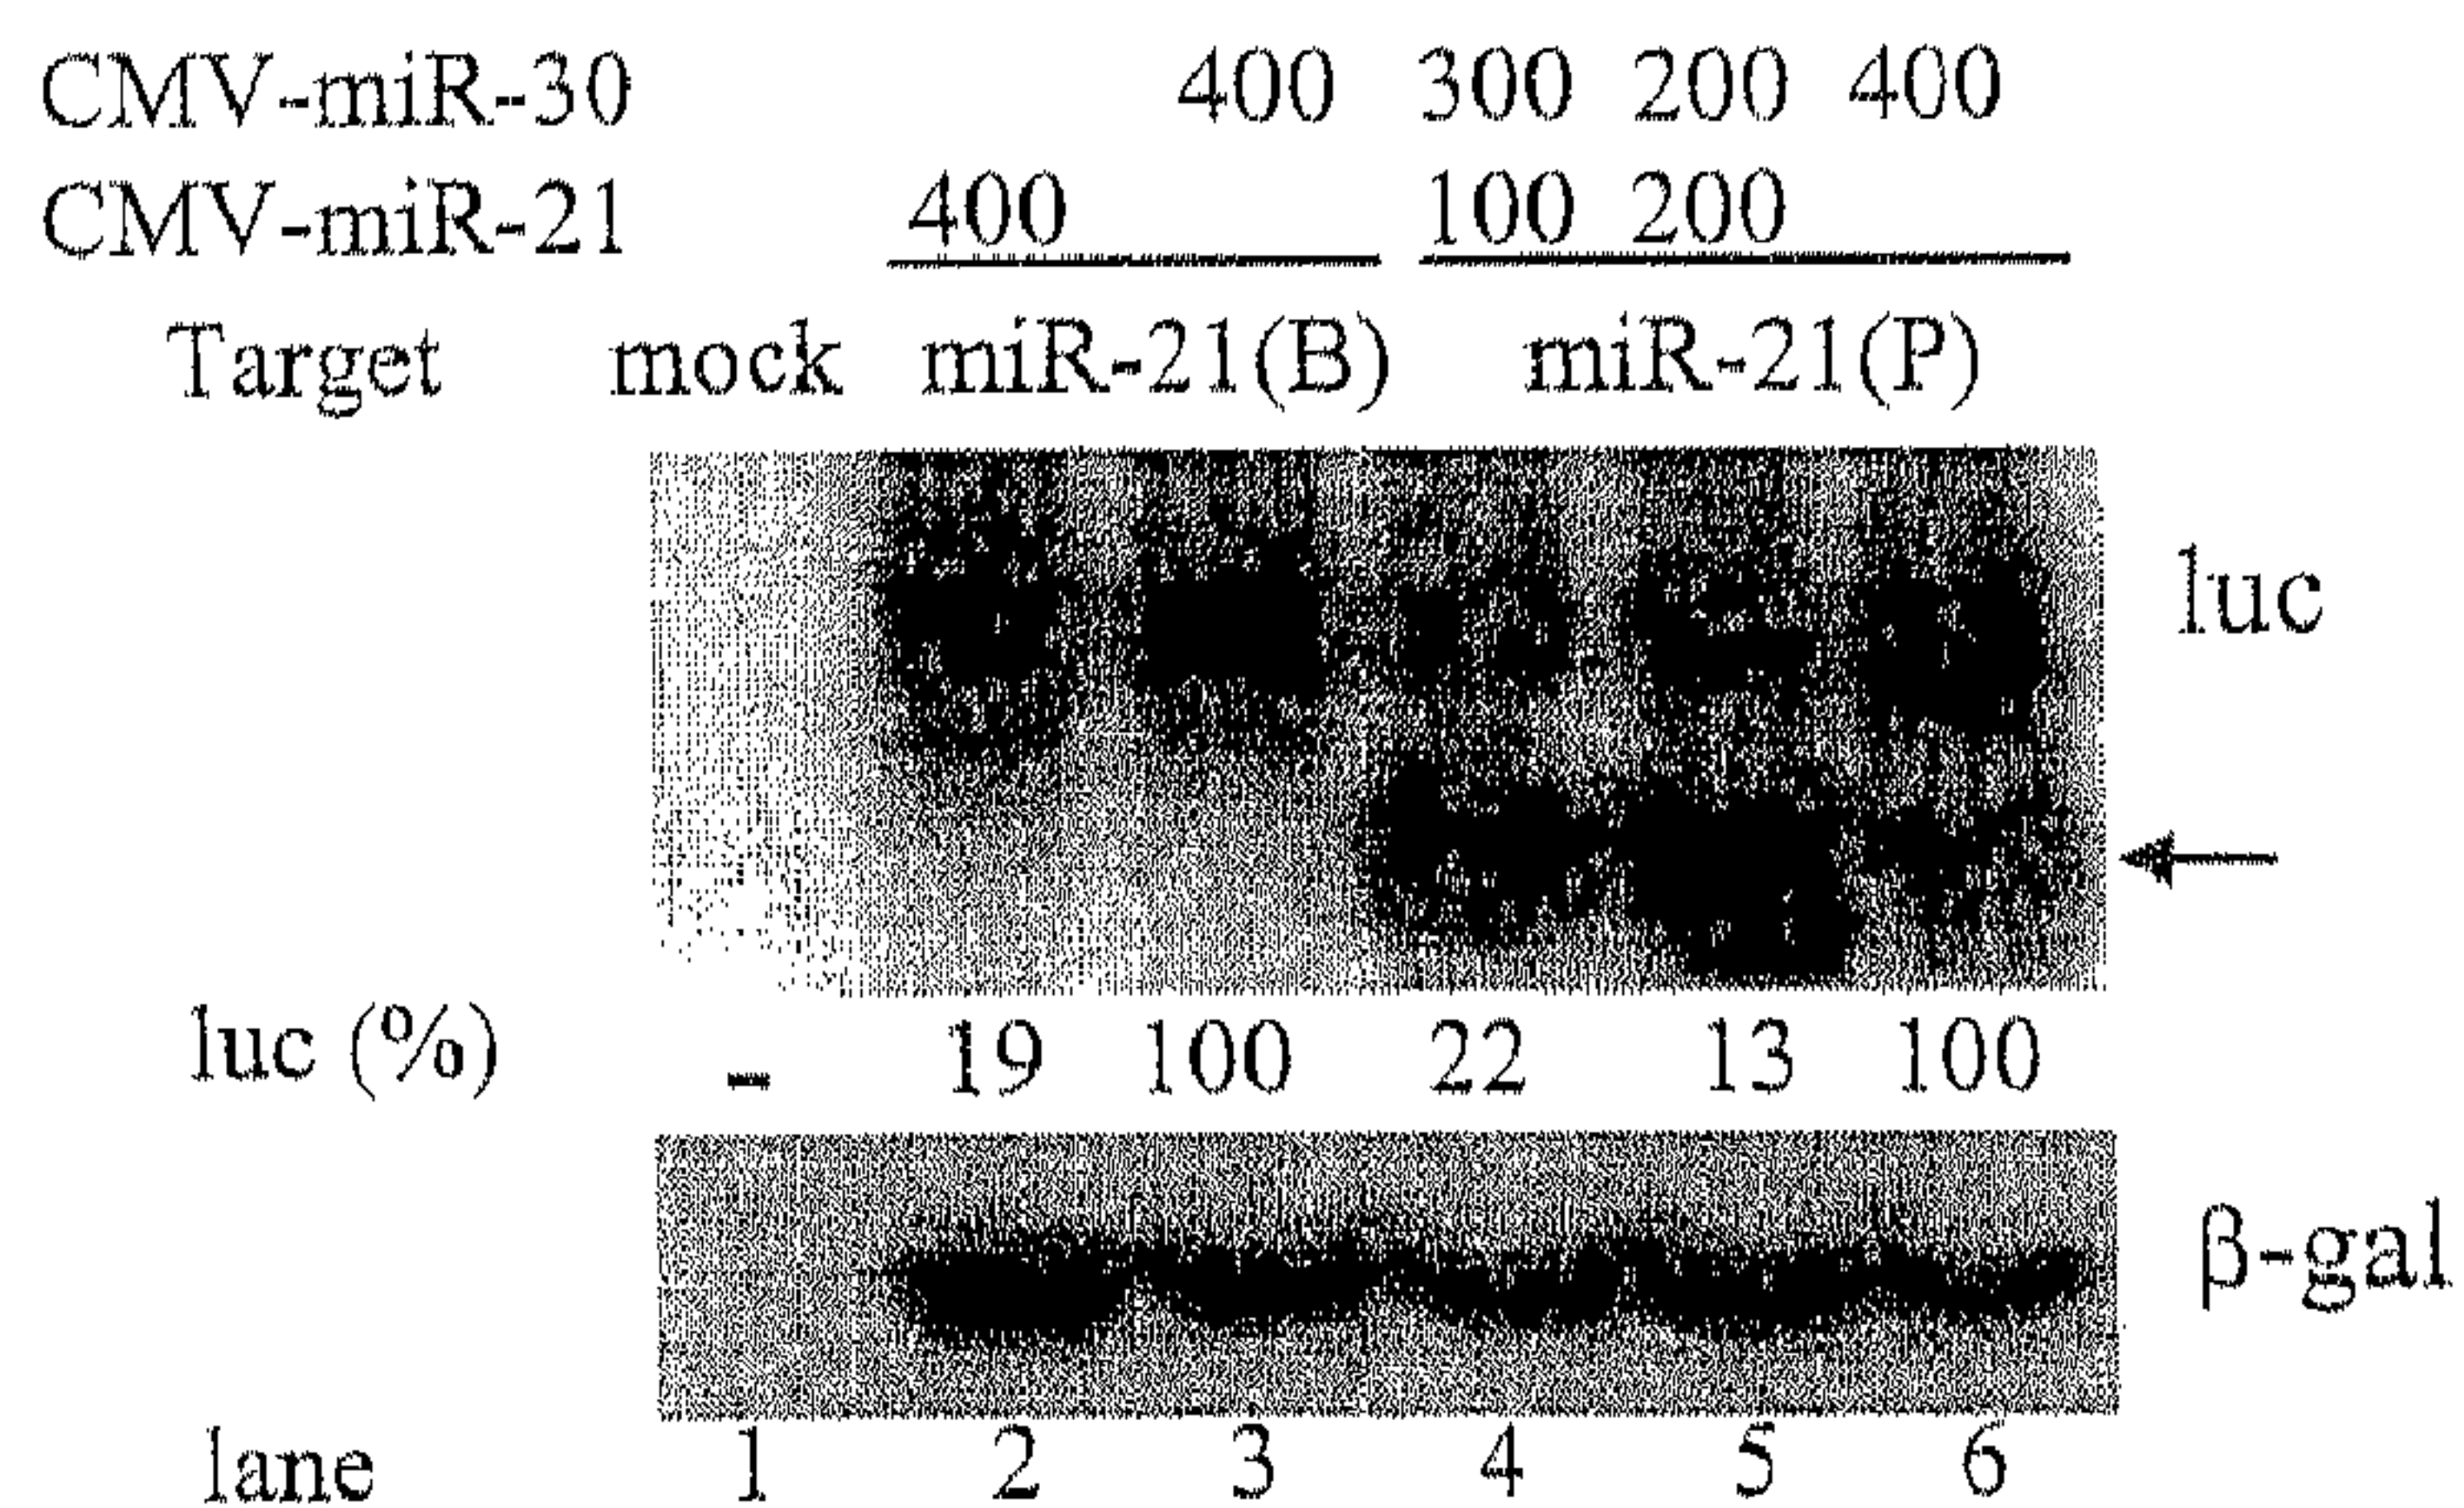 CMV-miR-30 400 300 200 400
CMV-miR-21 400 100 200
Target mock miR-21(B) miR-21(P)
luc
luc (%) - 19 100 22 13 100
β-gal
lane 1 2 3 4 5 6